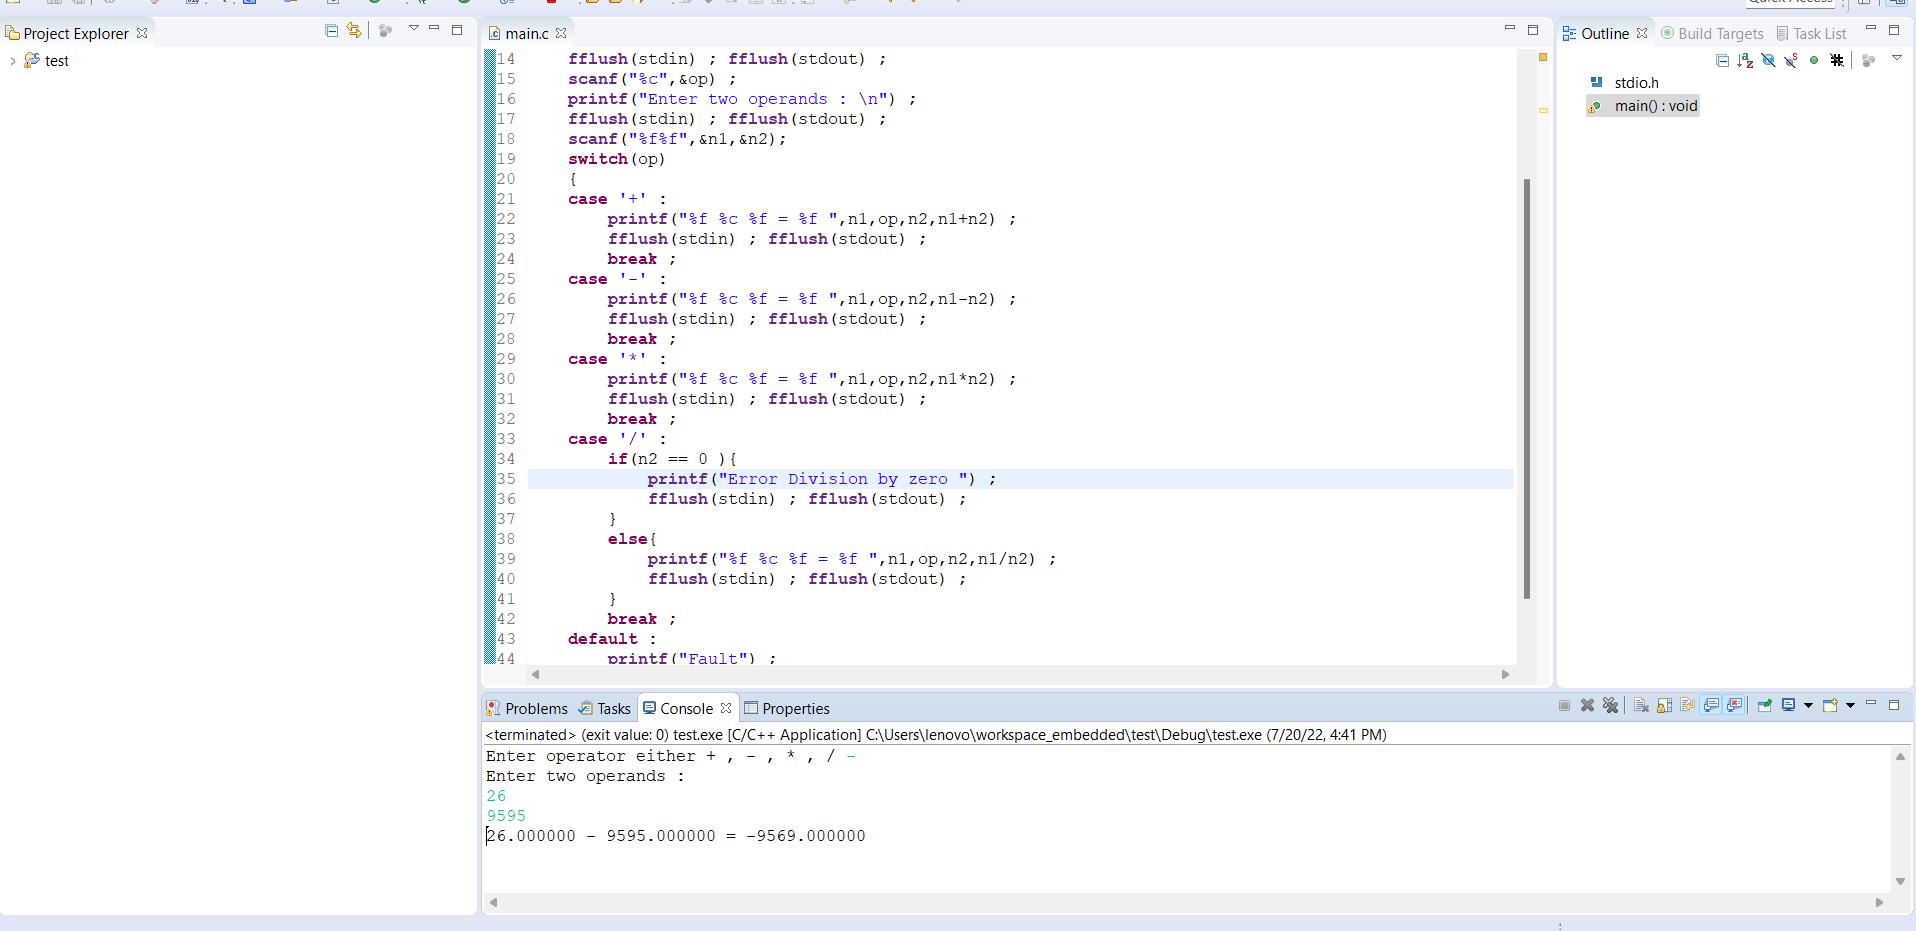 Quick Access
Project Explorer
test
main.c
14 fflush(stdin) ; fflush(stdout) ;
15 scanf("%c",&op) ;
16 printf("Enter two operands : \n") ;
17 fflush(stdin) ; fflush(stdout) ;
18 scanf("%f%f",&n1,&n2);
19 switch(op)
20 {
21 case '+' :
22 printf("%f %c %f = %f ",n1,op,n2,n1+n2) ;
23 fflush(stdin) ; fflush(stdout) ;
24 break ;
25 case '-' :
26 printf("%f %c %f = %f ",n1,op,n2,n1-n2) ;
27 fflush(stdin) ; fflush(stdout) ;
28 break ;
29 case '*' :
30 printf("%f %c %f = %f ",n1,op,n2,n1*n2) ;
31 fflush(stdin) ; fflush(stdout) ;
32 break ;
33 case '/' :
34 if(n2 == 0 ){
35 printf("Error Division by zero ") ;
36 fflush(stdin) ; fflush(stdout) ;
37 }
38 else{
39 printf("%f %c %f = %f ",n1,op,n2,n1/n2) ;
40 fflush(stdin) ; fflush(stdout) ;
41 }
42 break ;
43 default :
44 printf("Fault") ;
Outline Build Targets Task List
stdio.h
main() : void
Problems Tasks Console Properties
<terminated> (exit value: 0) test.exe [C/C++ Application] C:\Users\lenovo\workspace_embedded\test\Debug\test.exe (7/20/22, 4:41 PM)
Enter operator either + , - , * , / -
Enter two operands :
26
9595
26.000000 - 9595.000000 = -9569.000000